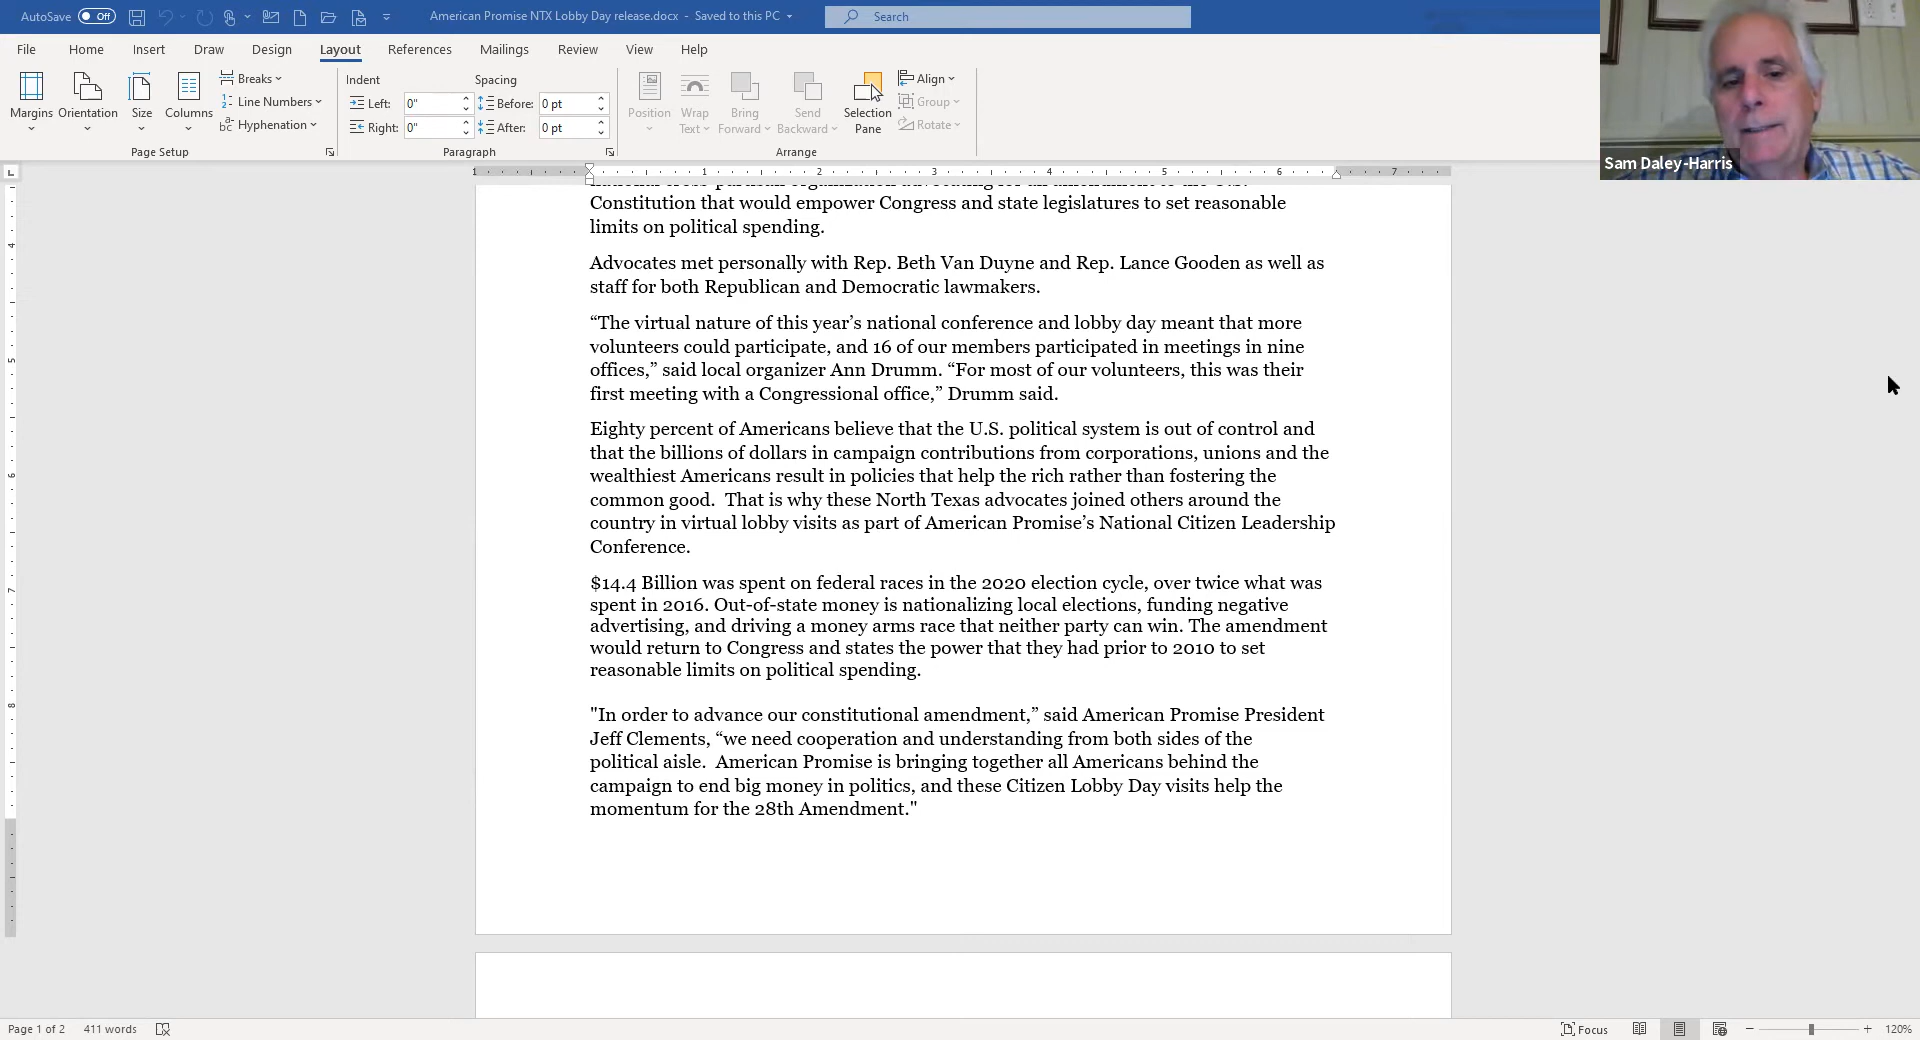 AutoSave Off American Promise NTX Lobby Day release.docx - Saved to this PC Search
File Home Insert Draw Design Layout References Mailings Review View Help
Margins Orientation Size Columns
Breaks
Line Numbers
Hyphenation
Page Setup
Indent Spacing
Left: 0" Before: 0 pt
Right: 0" After: 0 pt
Paragraph
Position
Wrap Text
Bring Forward
Send Backward
Selection Pane
Align
Group
Rotate
Arrange
Sam Daley-Harris
1 1 2 3 4 5 6 7
4
5
6
7
8
Constitution that would empower Congress and state legislatures to set reasonable
limits on political spending.
Advocates met personally with Rep. Beth Van Duyne and Rep. Lance Gooden as well as
staff for both Republican and Democratic lawmakers.
“The virtual nature of this year’s national conference and lobby day meant that more
volunteers could participate, and 16 of our members participated in meetings in nine
offices,” said local organizer Ann Drumm. “For most of our volunteers, this was their
first meeting with a Congressional office,” Drumm said.
Eighty percent of Americans believe that the U.S. political system is out of control and
that the billions of dollars in campaign contributions from corporations, unions and the
wealthiest Americans result in policies that help the rich rather than fostering the
common good.  That is why these North Texas advocates joined others around the
country in virtual lobby visits as part of American Promise’s National Citizen Leadership
Conference.
$14.4 Billion was spent on federal races in the 2020 election cycle, over twice what was
spent in 2016. Out-of-state money is nationalizing local elections, funding negative
advertising, and driving a money arms race that neither party can win. The amendment
would return to Congress and states the power that they had prior to 2010 to set
reasonable limits on political spending.
"In order to advance our constitutional amendment,” said American Promise President
Jeff Clements, “we need cooperation and understanding from both sides of the
political aisle.  American Promise is bringing together all Americans behind the
campaign to end big money in politics, and these Citizen Lobby Day visits help the
momentum for the 28th Amendment."
Page 1 of 2 411 words Focus 120%